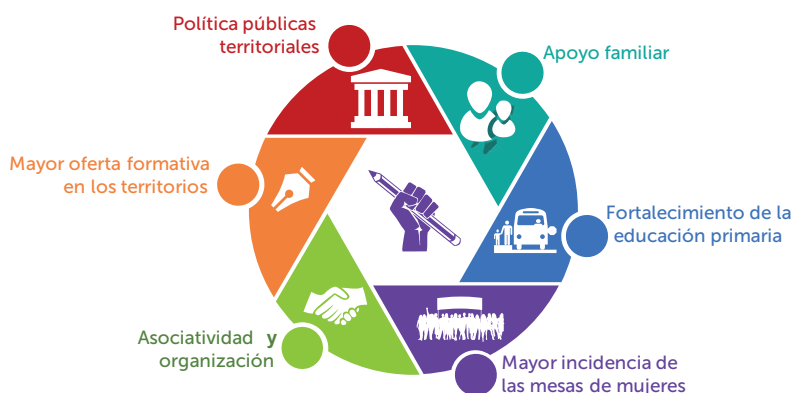 Política públicas
territoriales
Apoyo familiar
Mayor oferta formativa
en los territorios
Fortalecimiento de la
educación primaria
Asociatividad y
organización
Mayor incidencia de
las mesas de mujeres